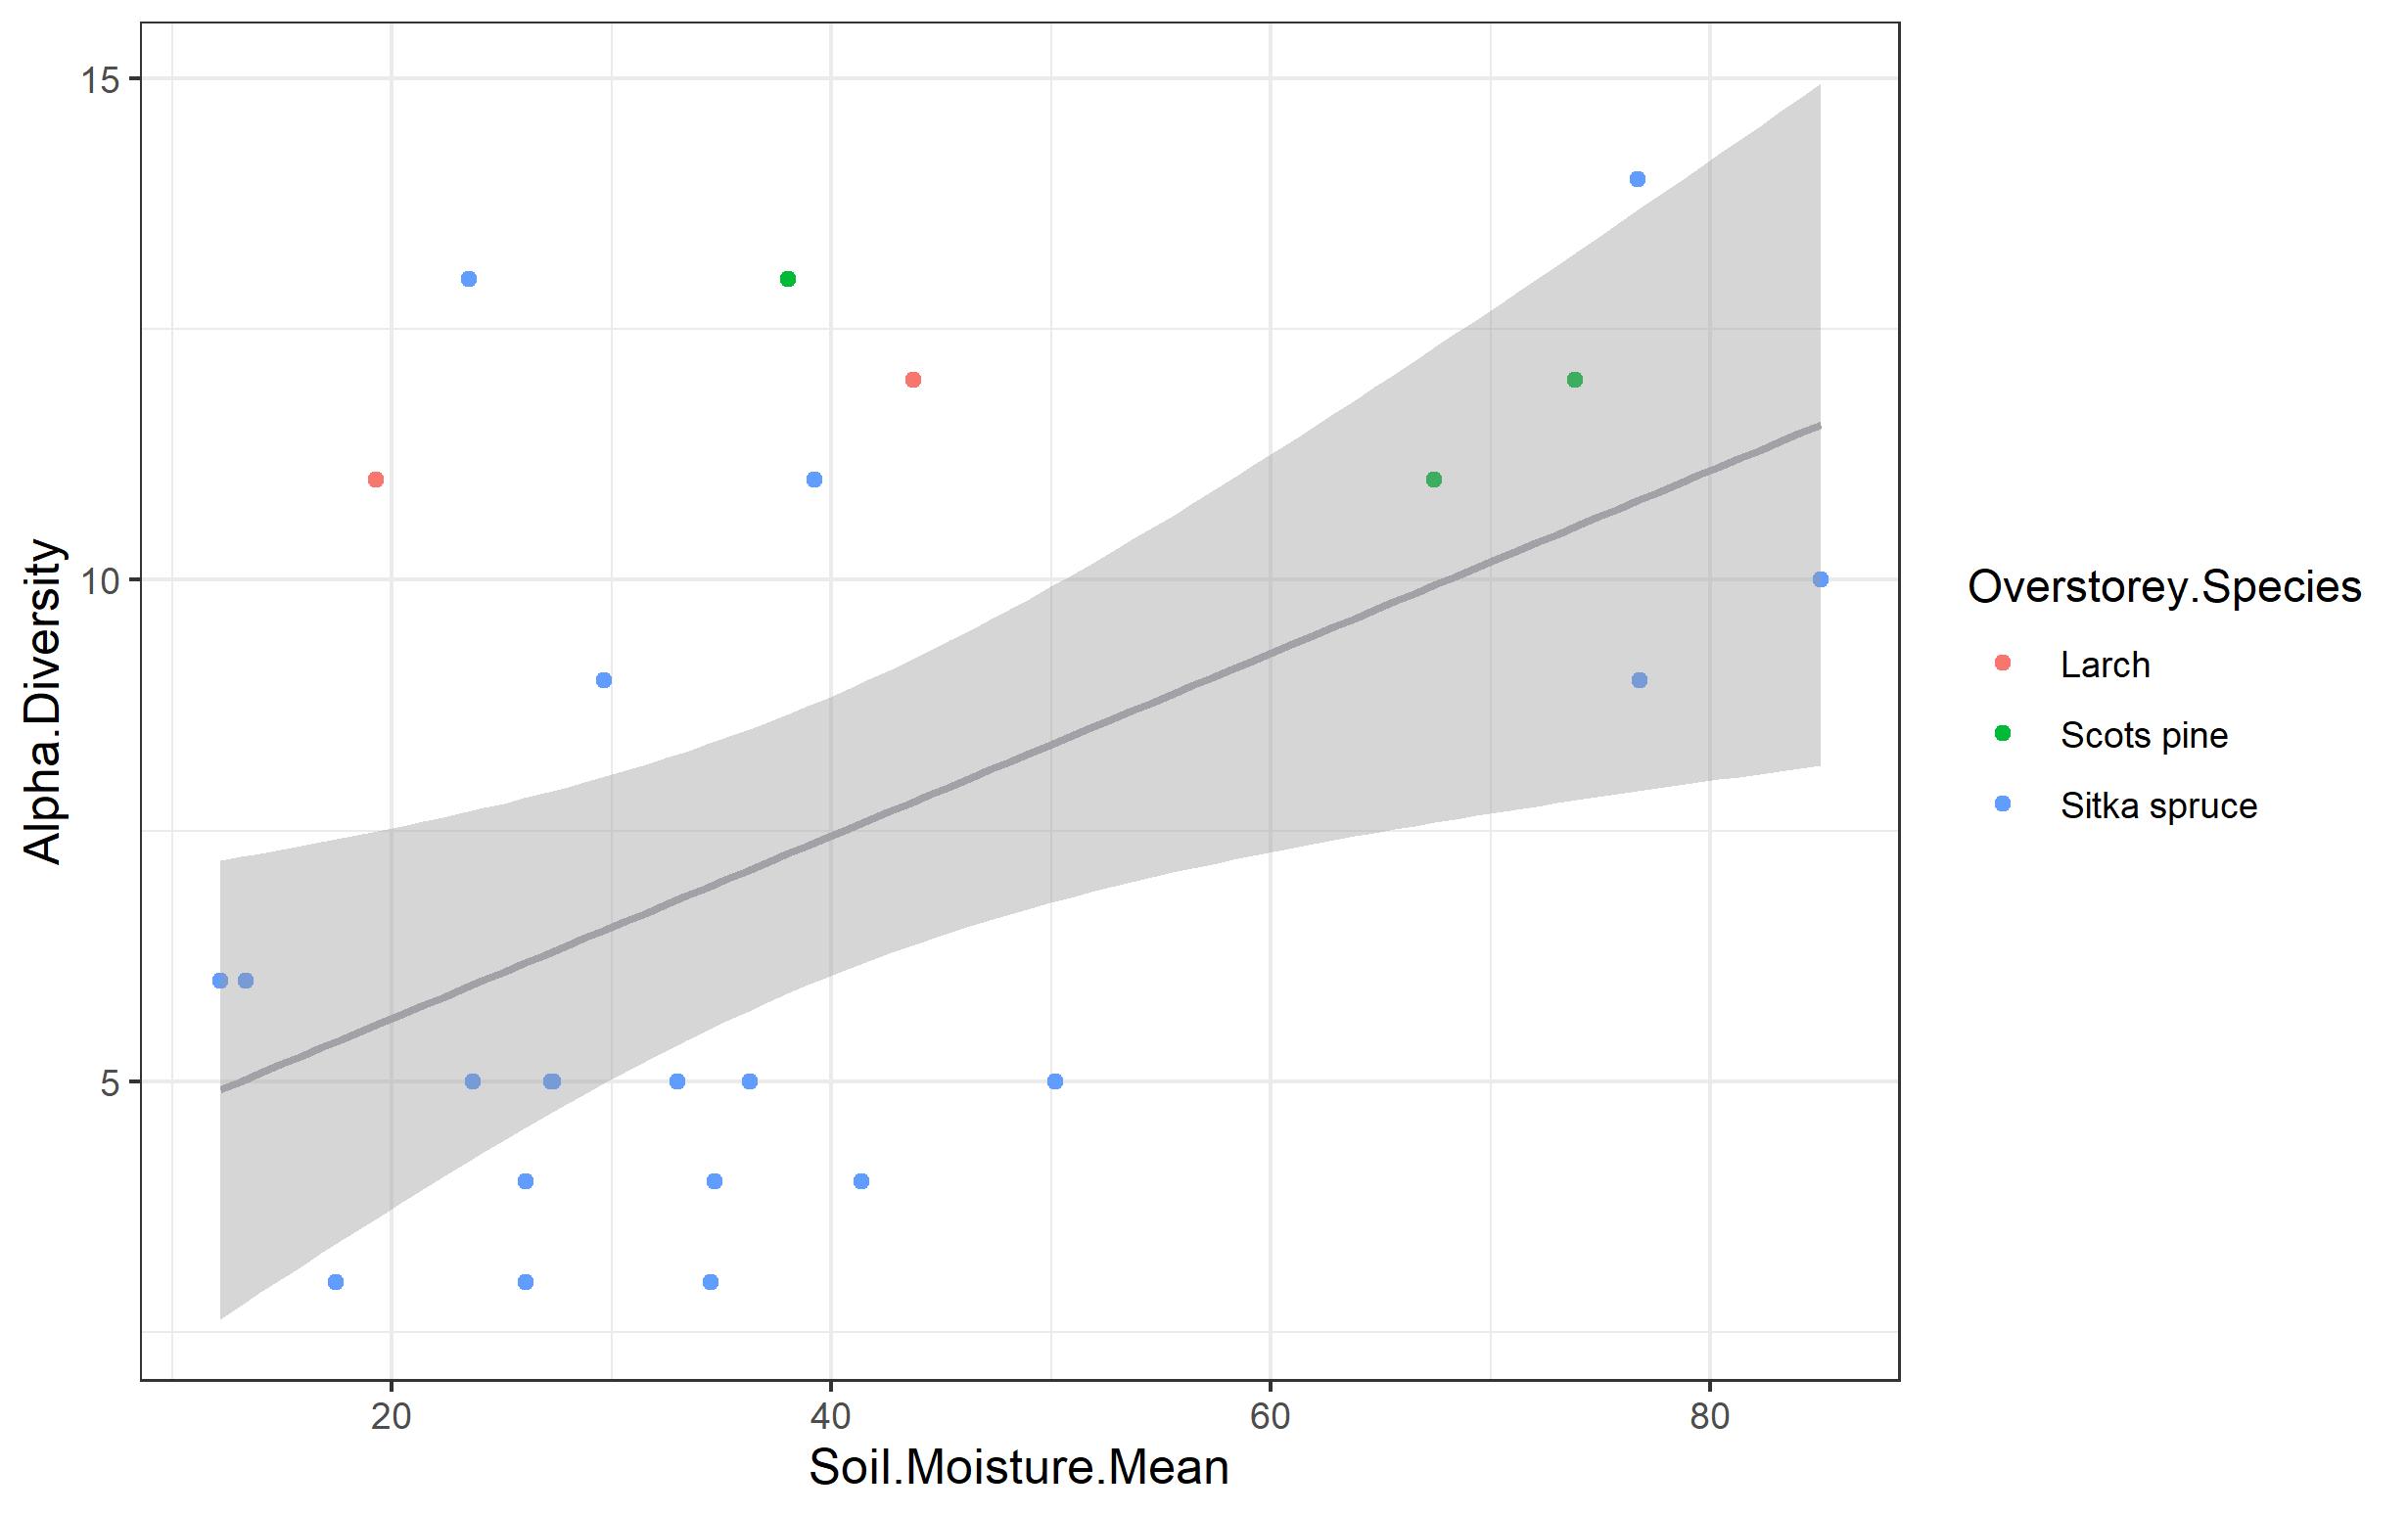 15
10
5
Alpha.Diversity
20 40 60 80
Soil.Moisture.Mean
Overstorey.Species
Larch
Scots pine
Sitka spruce